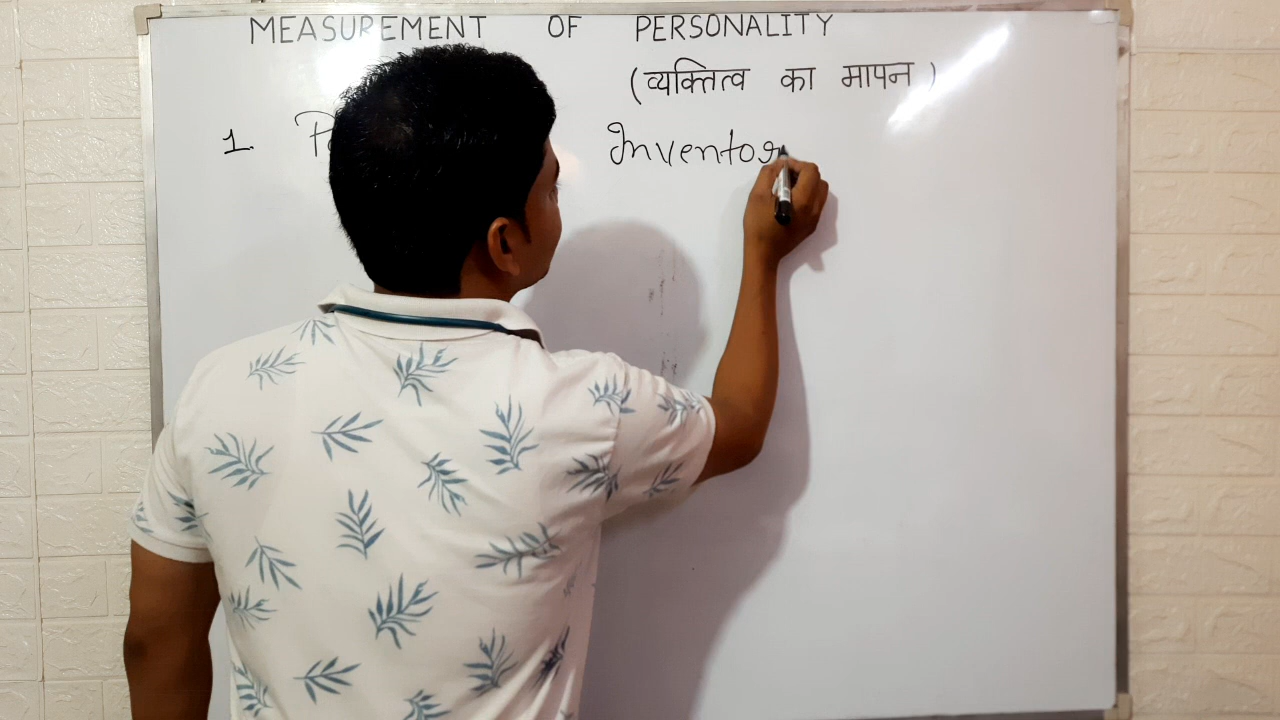 MEASUREMENT OF PERSONALITY
(व्यक्तित्व का मापन)
1. Inventor